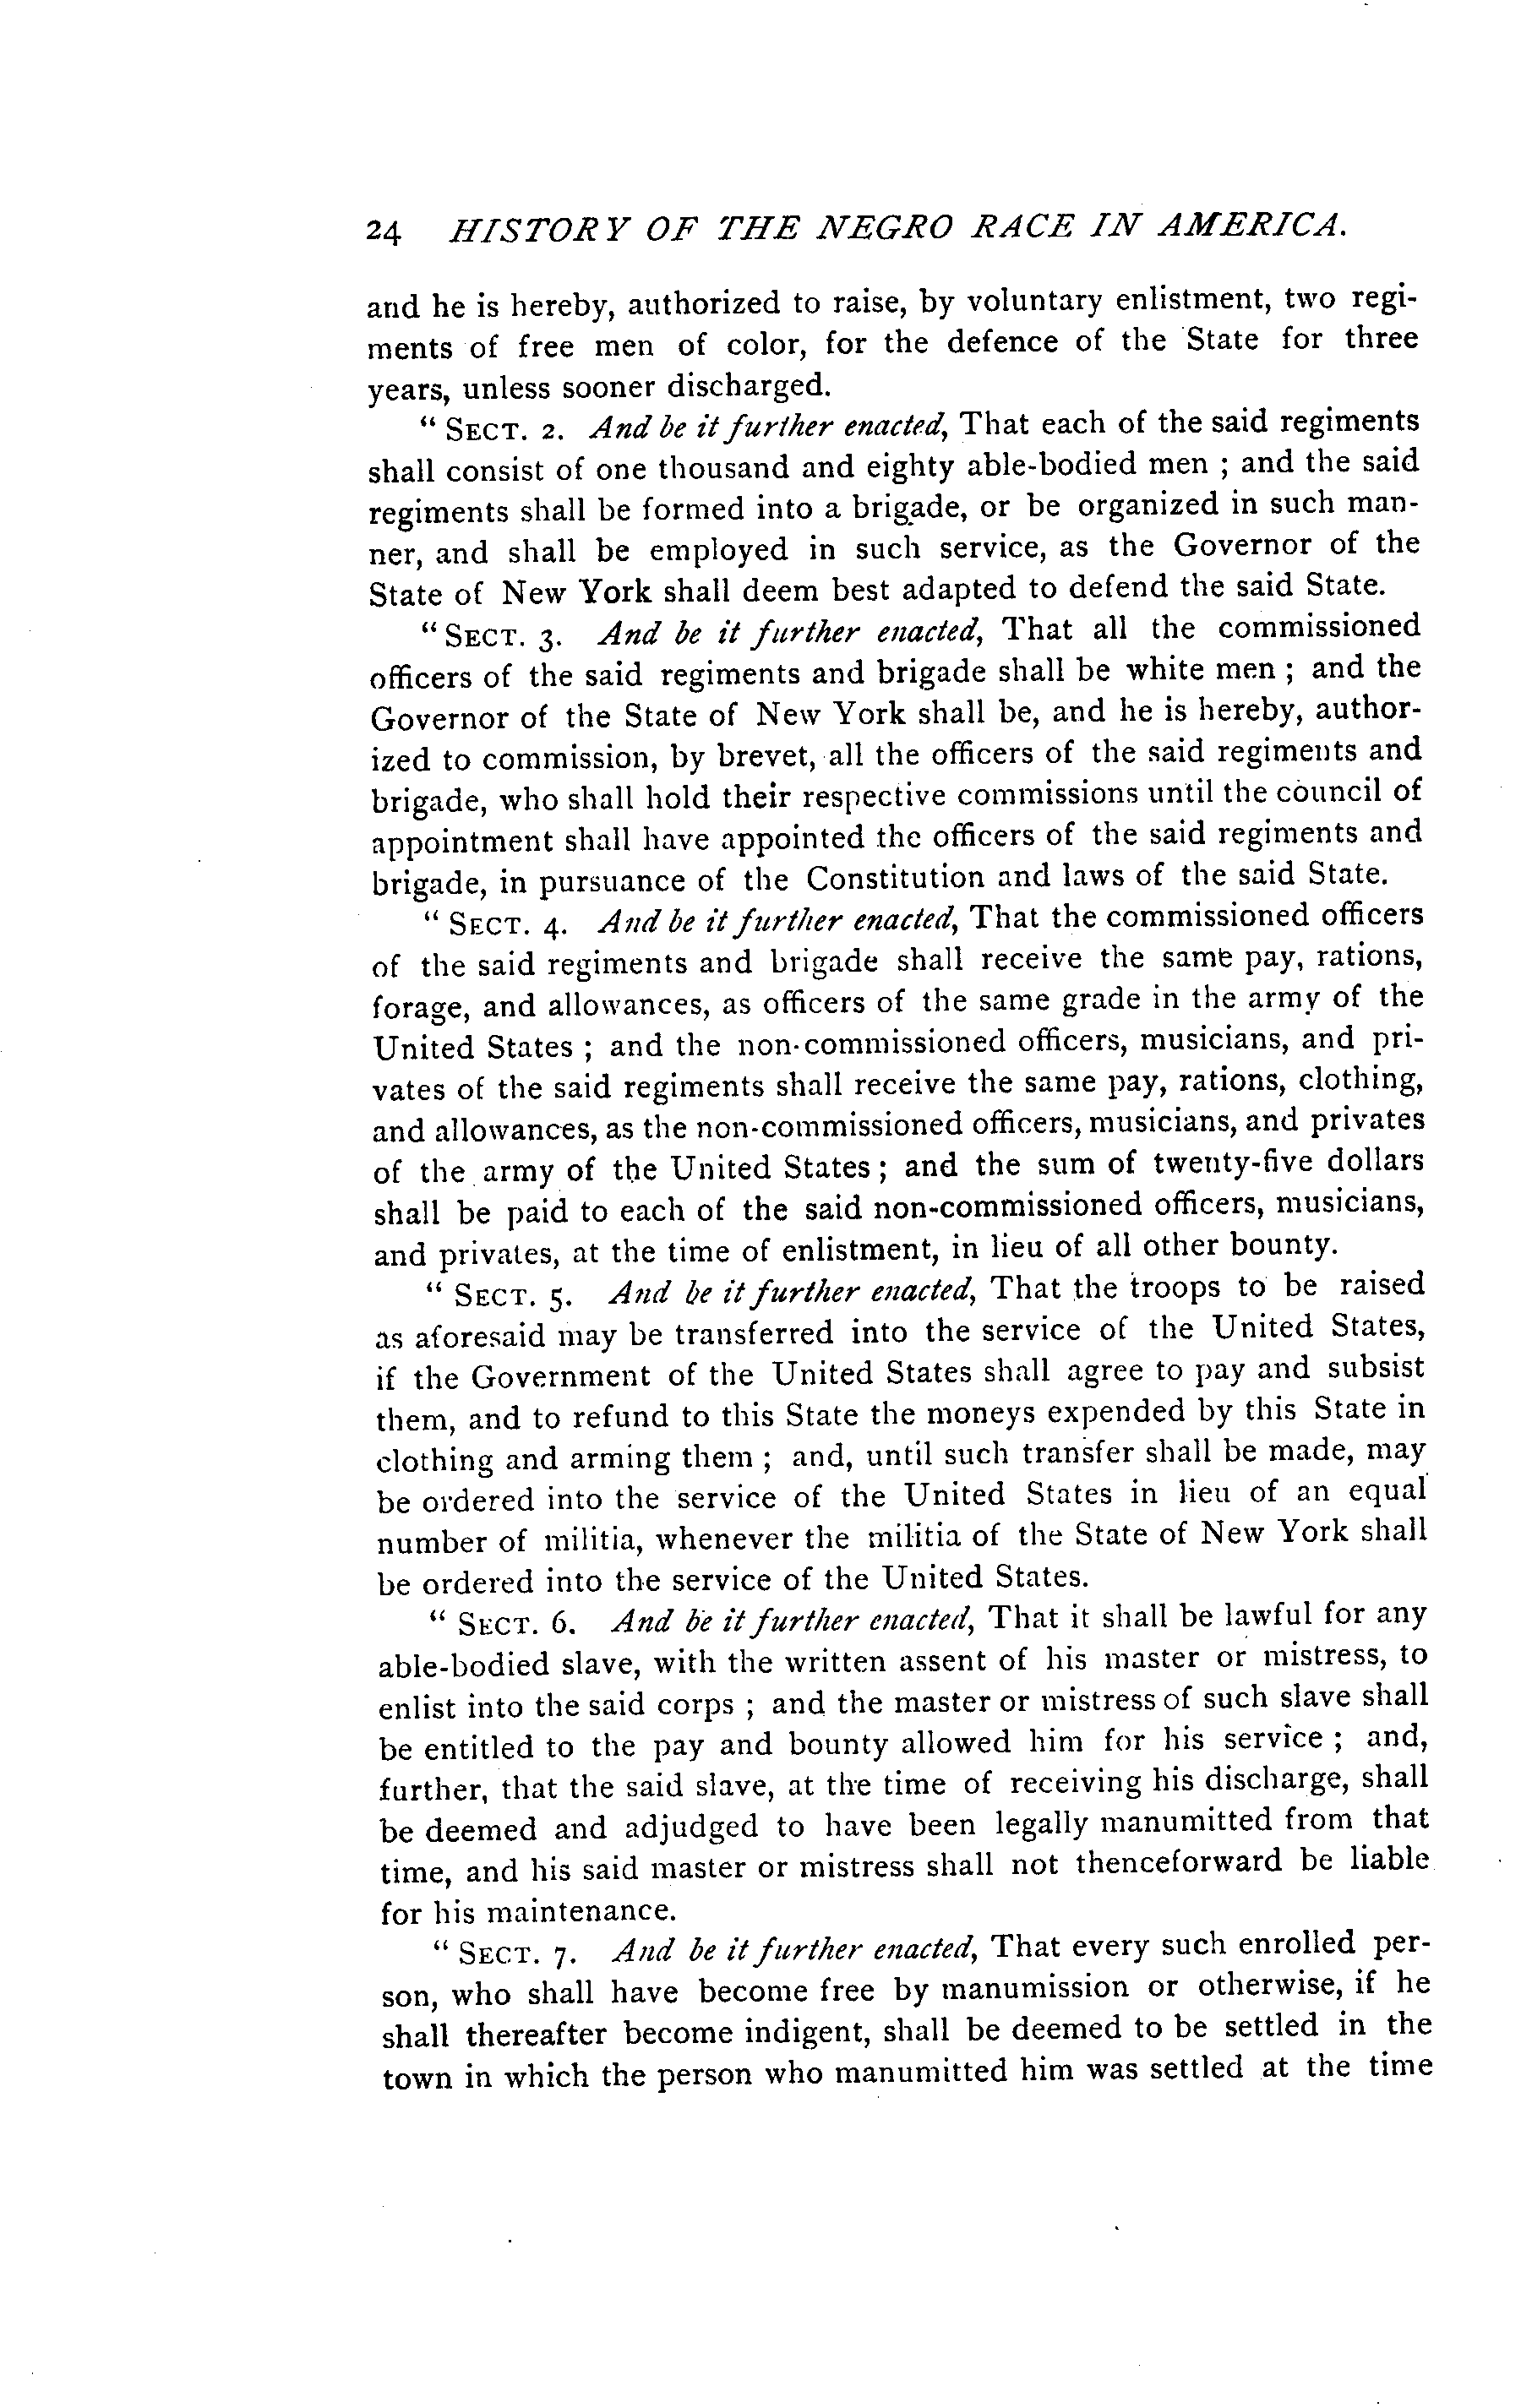 24 HISTORY OF THE NEGRO RACE IN AMERICA.
and he is hereby, authorized to raise, by voluntary enlistment, two regi-
ments of free men of color, for the defence of the State for three
years, unless sooner discharged.
“ SECT. 2. And be it further enacted, That each of the said regiments
shall consist of one thousand and eighty able-bodied men ; and the said
regiments shall be formed into a brigade, or be organized in such man-
ner, and shall be employed in such service, as the Governor of the
State of New York shall deem best adapted to defend the said State.
“ SECT. 3. And be it further enacted, That all the commissioned
officers of the said regiments and brigade shall be white men ; and the
Governor of the State of New York shall be, and he is hereby, author-
ized to commission, by brevet, all the officers of the said regiments and
brigade, who shall hold their respective commissions until the council of
appointment shall have appointed the officers of the said regiments and
brigade, in pursuance of the Constitution and laws of the said State.
“ SECT. 4. And be it further enacted, That the commissioned officers
of the said regiments and brigade shall receive the same pay, rations,
forage, and allowances, as officers of the same grade in the army of the
United States ; and the non-commissioned officers, musicians, and pri-
vates of the said regiments shall receive the same pay, rations, clothing,
and allowances, as the non-commissioned officers, musicians, and privates
of the army of the United States ; and the sum of twenty-five dollars
shall be paid to each of the said non-commissioned officers, musicians,
and privates, at the time of enlistment, in lieu of all other bounty.
“ SECT. 5. And be it further enacted, That the troops to be raised
as aforesaid may be transferred into the service of the United States,
if the Government of the United States shall agree to pay and subsist
them, and to refund to this State the moneys expended by this State in
clothing and arming them ; and, until such transfer shall be made, may
be ordered into the service of the United States in lieu of an equal
number of militia, whenever the militia of the State of New York shall
be ordered into the service of the United States.
“ SECT. 6. And be it further enacted, That it shall be lawful for any
able-bodied slave, with the written assent of his master or mistress, to
enlist into the said corps ; and the master or mistress of such slave shall
be entitled to the pay and bounty allowed him for his service ; and,
further, that the said slave, at the time of receiving his discharge, shall
be deemed and adjudged to have been legally manumitted from that
time, and his said master or mistress shall not thenceforward be liable
for his maintenance.
“ SECT. 7. And be it further enacted, That every such enrolled per-
son, who shall have become free by manumission or otherwise, if he
shall thereafter become indigent, shall be deemed to be settled in the
town in which the person who manumitted him was settled at the time